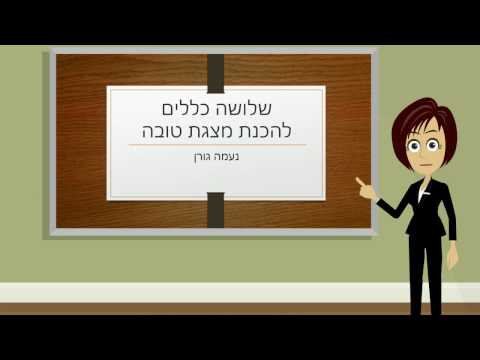 שלושה כללים
להכנת מצגת טובה
נעמה גורן